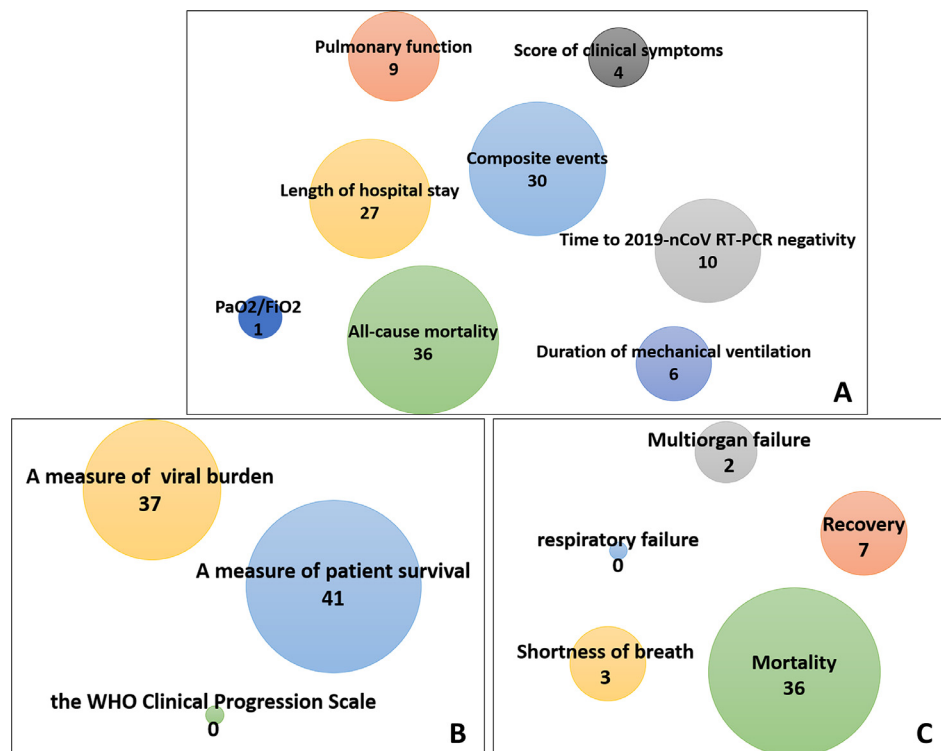 Pulmonary function
9
Score of clinical symptoms
4
Composite events
30
Length of hospital stay
27
Time to 2019-nCoV RT-PCR negativity
10
PaO2/FiO2
1
All-cause mortality
36
Duration of mechanical ventilation
6
A
A measure of viral burden
37
A measure of patient survival
41
the WHO Clinical Progression Scale
0
B
Multiorgan failure
2
Recovery
7
respiratory failure
0
Shortness of breath
3
Mortality
36
C